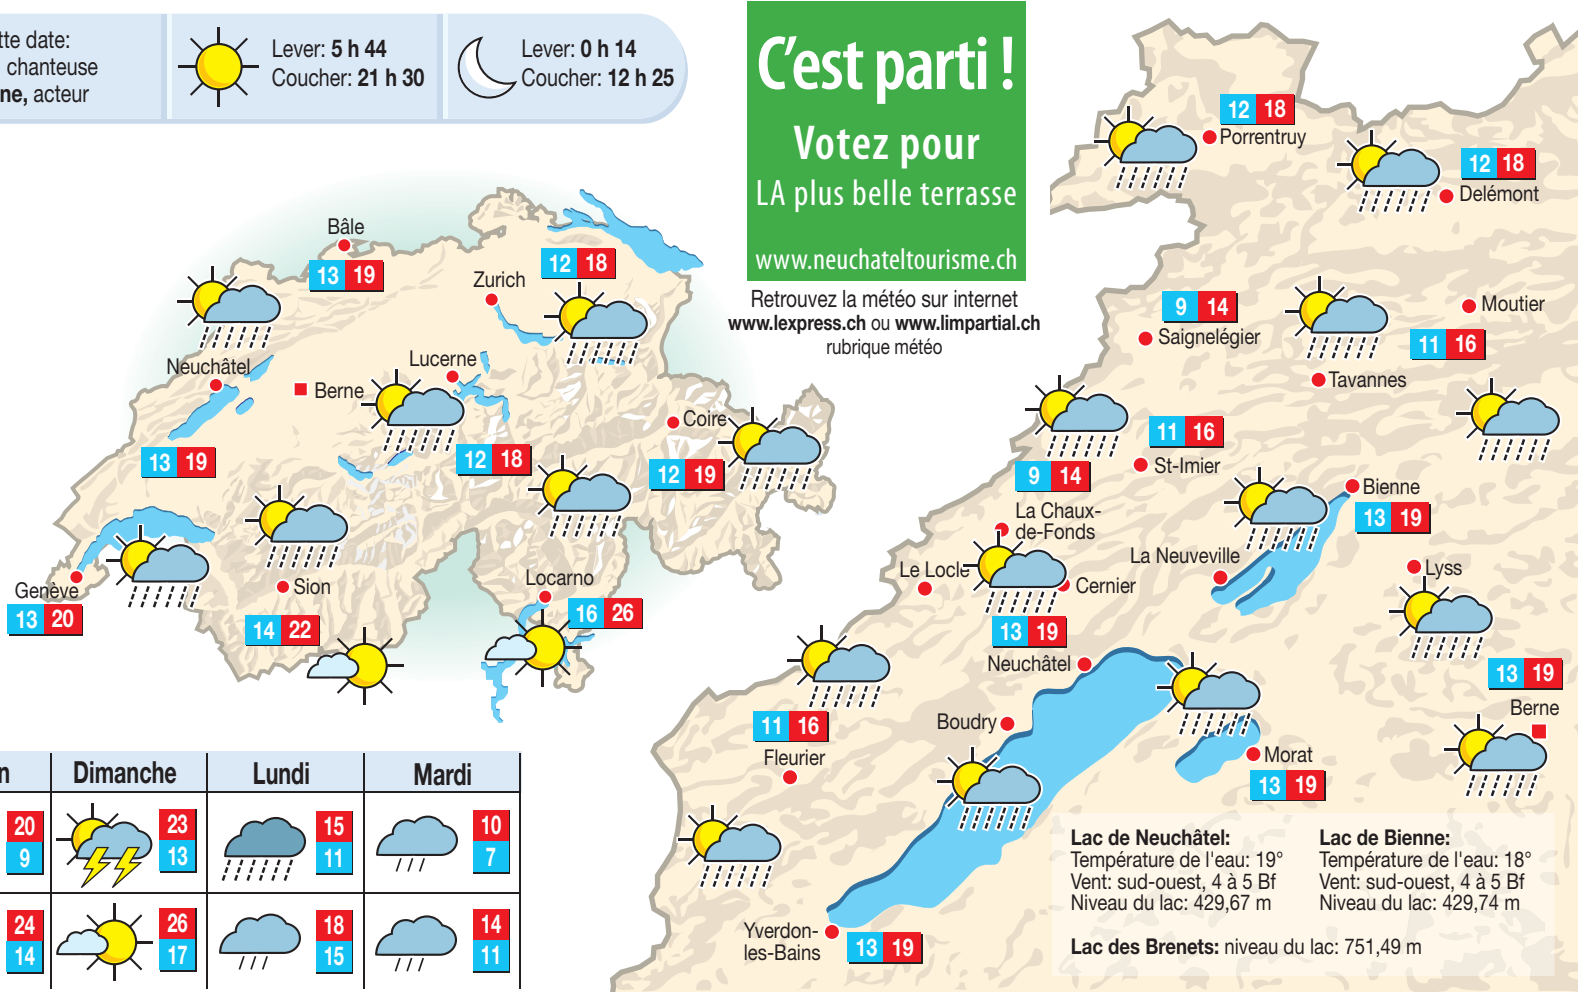 tte date:
chanteuse
ne, acteur
Lever: 5 h 44
Coucher: 21 h 30
Lever: 0 h 14
Coucher: 12 h 25
C'est parti !
Votez pour
LA plus belle terrasse
www.neuchateltourisme.ch
Retrouvez la météo sur internet
www.lexpress.ch ou www.limpartial.ch
rubrique météo
Bâle
13 19
Zurich
12 18
Neuchâtel
13 19
Berne
Lucerne
12 18
Coire
12 19
Genève
13 20
Sion
14 22
Locarno
16 26
n
Dimanche
Lundi
Mardi
20
9
23
13
15
11
10
7
24
14
26
17
18
15
14
11
12 18
Porrentruy
12 18
Delémont
9 14
Saignelégier
Moutier
11 16
Tavannes
11 16
St-Imier
9 14
La Chaux-
de-Fonds
Bienne
13 19
La Neuveville
Lyss
Le Locle
Cernier
13 19
Neuchâtel
13 19
Berne
11 16
Fleurier
Boudry
Morat
13 19
Yverdon-
les-Bains
13 19
Lac de Neuchâtel:
Température de l'eau: 19°
Vent: sud-ouest, 4 à 5 Bf
Niveau du lac: 429,67 m
Lac de Bienne:
Température de l'eau: 18°
Vent: sud-ouest, 4 à 5 Bf
Niveau du lac: 429,74 m
Lac des Brenets: niveau du lac: 751,49 m